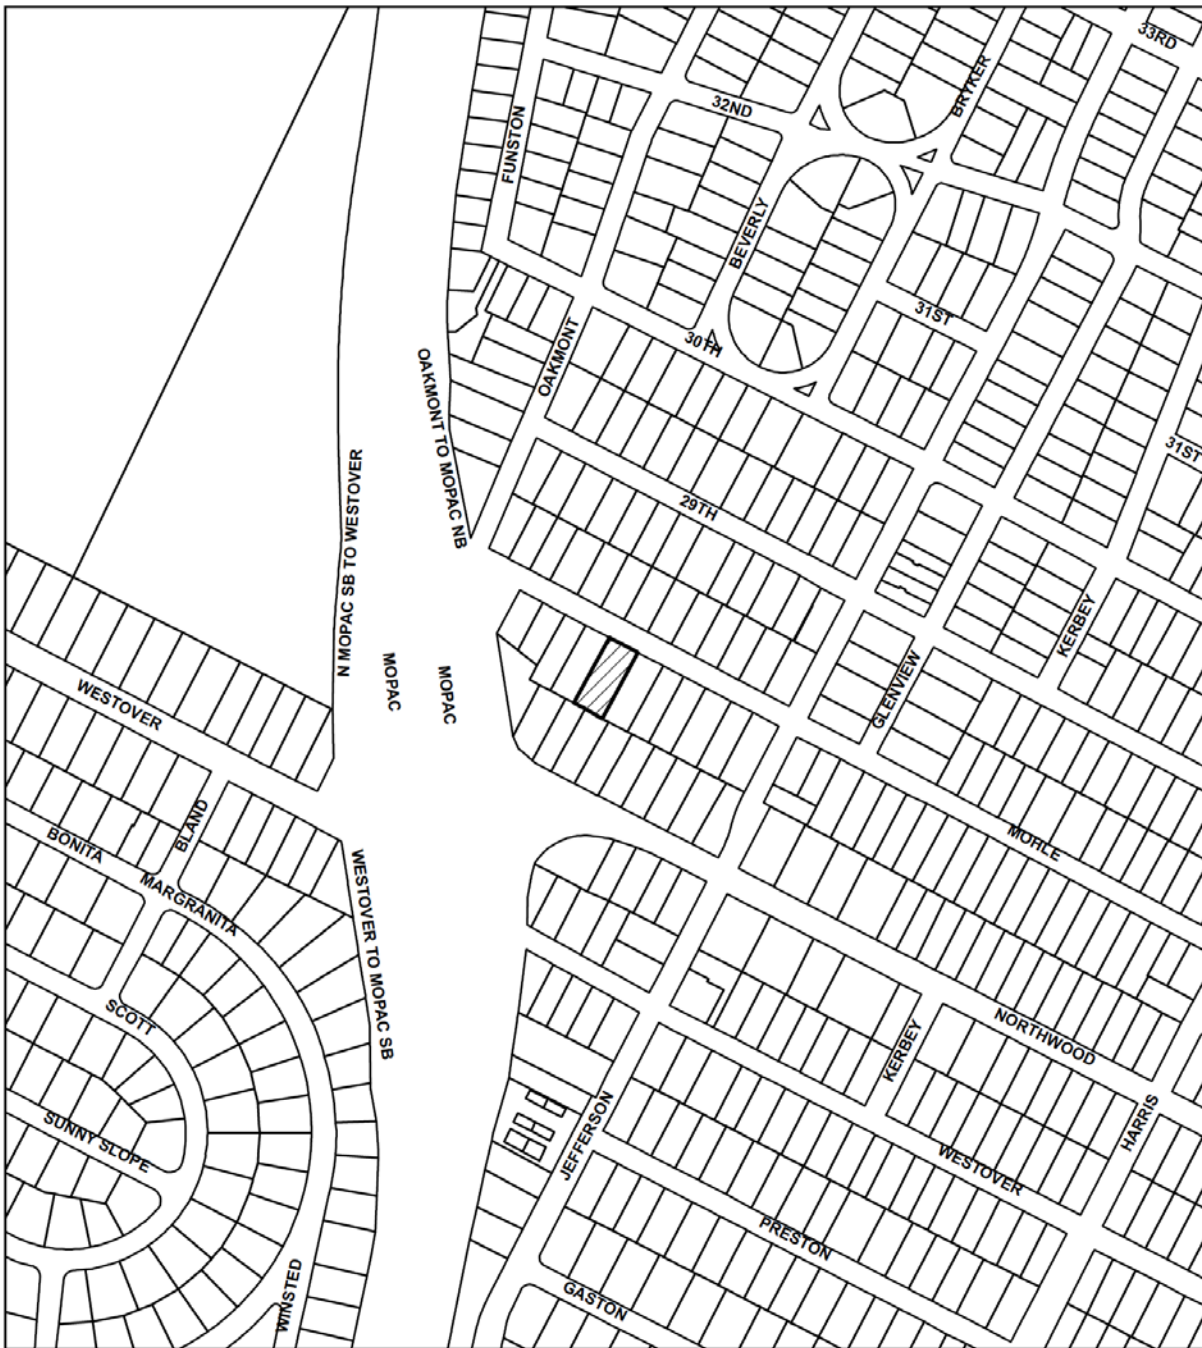 33RD
BRYKER
32ND
FUNSTON
BEVERLY
31ST
30TH
OAKMONT
OAKMONT TO MOPAC NB
31ST
29TH
N MOPAC SB TO WESTOVER
KERBEY
MOPAC
MOPAC
GLENVIEW
WESTOVER
BLAND
BONITA
MOHLE
MARGRANITA
WESTOVER TO MOPAC SB
SCOTT
NORTHWOOD
KERBEY
HARRIS
JEFFERSON
SUNNY SLOPE
WESTOVER
PRESTON
WINSTED
GASTON